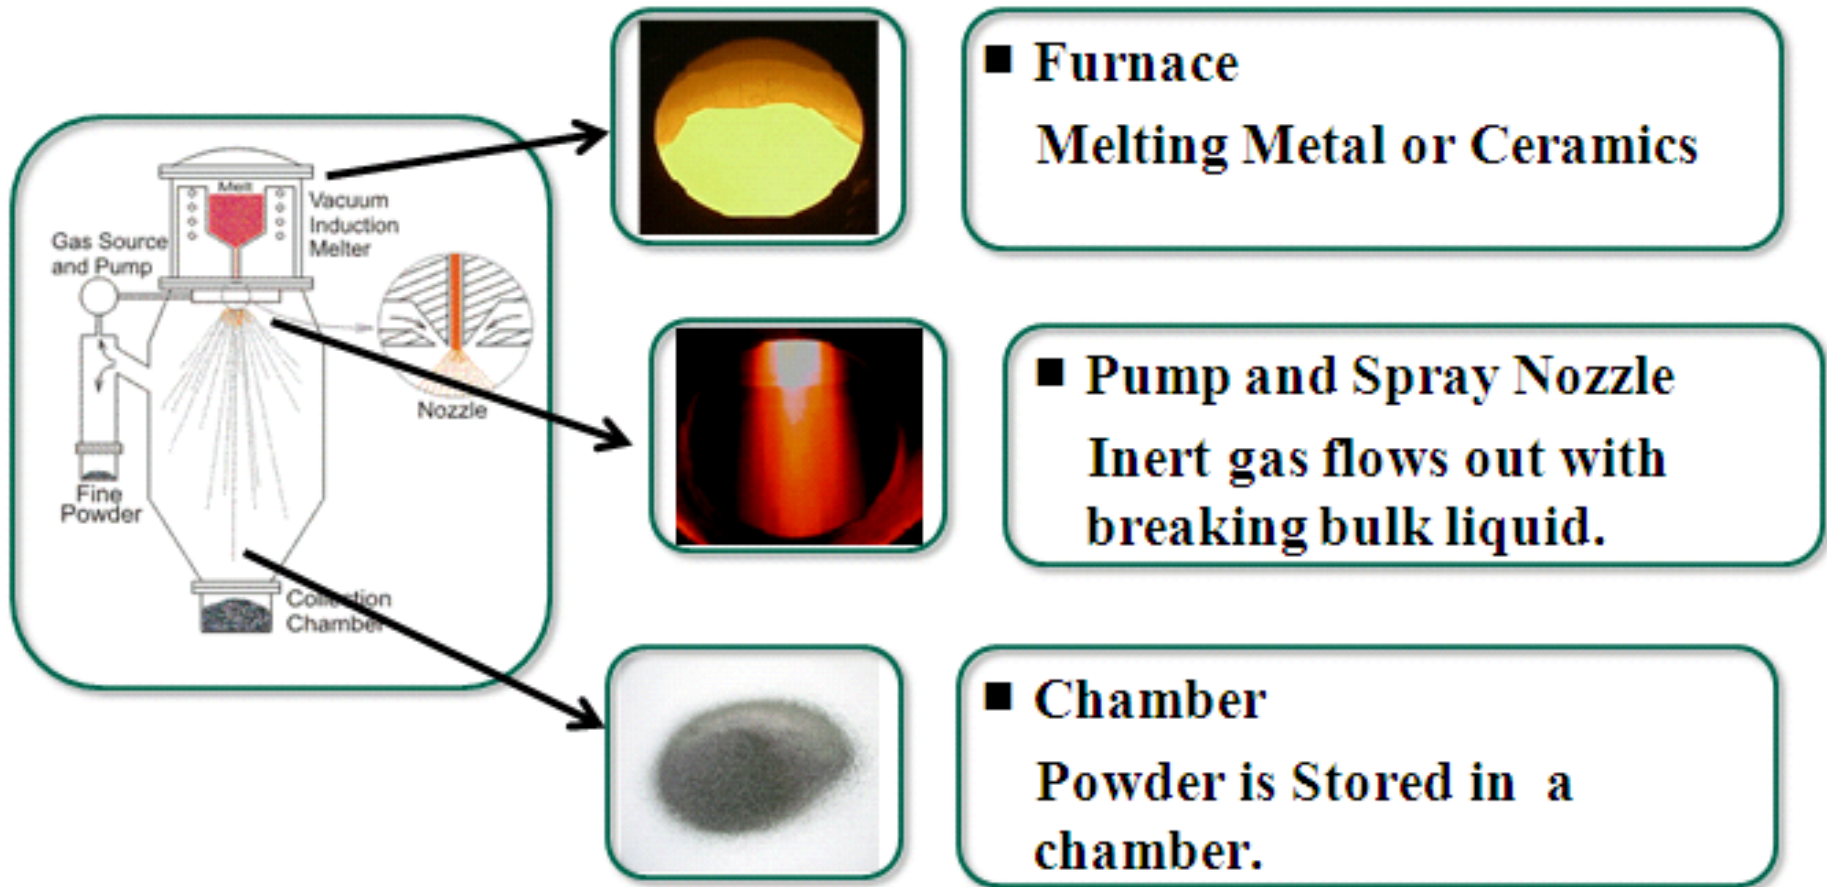 Melt
Vacuum
Induction
Melter
Gas Source
and Pump
Nozzle
Fine
Powder
Collection
Chamber
■ Furnace
Melting Metal or Ceramics
■ Pump and Spray Nozzle
Inert gas flows out with
breaking bulk liquid.
■ Chamber
Powder is Stored in a
chamber.